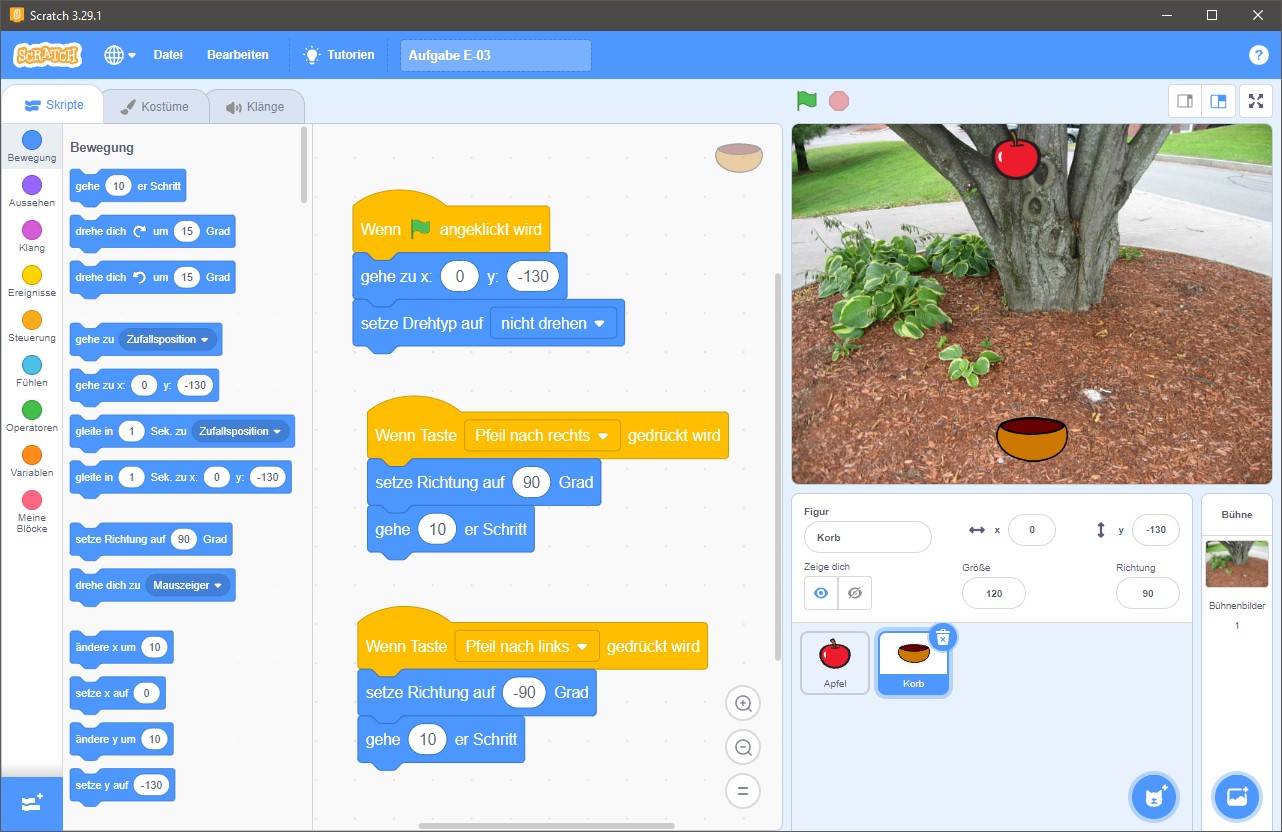 Scratch 3.29.1
SCRATCH
Datei
Bearbeiten
Tutorien
Aufgabe E-03
?
Skripte
Kostüme
Klänge
Bewegung
Aussehen
Klang
Ereignisse
Steuerung
Fühlen
Operatoren
Variablen
Meine
Blöcke
Bewegung
gehe 10 er Schritt
drehe dich um 15 Grad
drehe dich um 15 Grad
gehe zu Zufallsposition
gehe zu x: 0 y: -130
gleite in 1 Sek. zu Zufallsposition
gleite in 1 Sek. zu x: 0 y: -130
setze Richtung auf 90 Grad
drehe dich zu Mauszeiger
ändere x um 10
setze x auf 0
ändere y um 10
setze y auf -130
Wenn angeklickt wird
gehe zu x: 0 y: -130
setze Drehtyp auf nicht drehen
Wenn Taste Pfeil nach rechts gedrückt wird
setze Richtung auf 90 Grad
gehe 10 er Schritt
Wenn Taste Pfeil nach links gedrückt wird
setze Richtung auf -90 Grad
gehe 10 er Schritt
Figur
Korb
x 0
y -130
Zeige dich
Größe
120
Richtung
90
Apfel
Korb
Bühne
Bühnenbilder
1